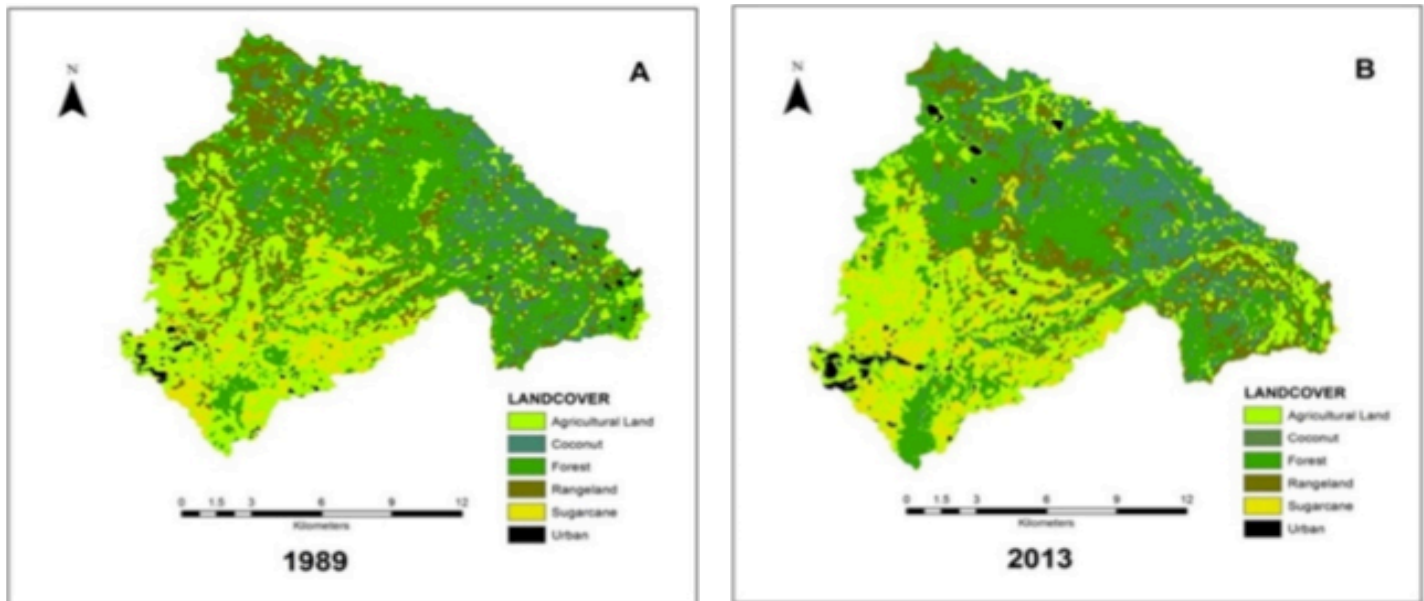 N
A
LANDCOVER
Agricultural Land
Coconut
Forest
Rangeland
Sugarcane
Urban
0 1.5 3 6 9 12
Kilometers
1989
N
B
LANDCOVER
Agricultural Land
Coconut
Forest
Rangeland
Sugarcane
Urban
0 1.5 3 6 9 12
Kilometers
2013